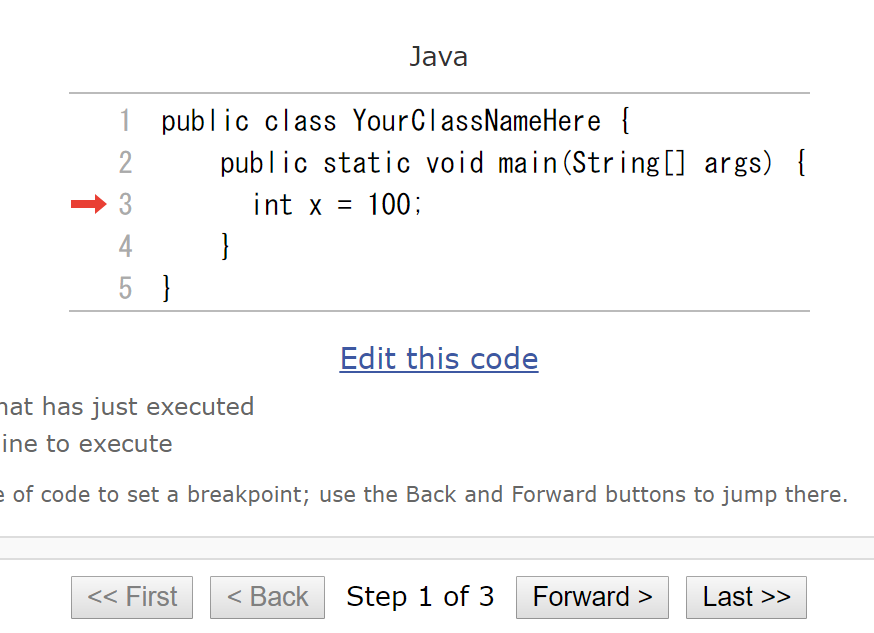 Java
1 public class YourClassNameHere {
2 public static void main(String[] args) {
3 int x = 100;
4 }
5 }
Edit this code
has just executed
to execute
of code to set a breakpoint; use the Back and Forward buttons to jump there.
<< First < Back Step 1 of 3 Forward > Last >>